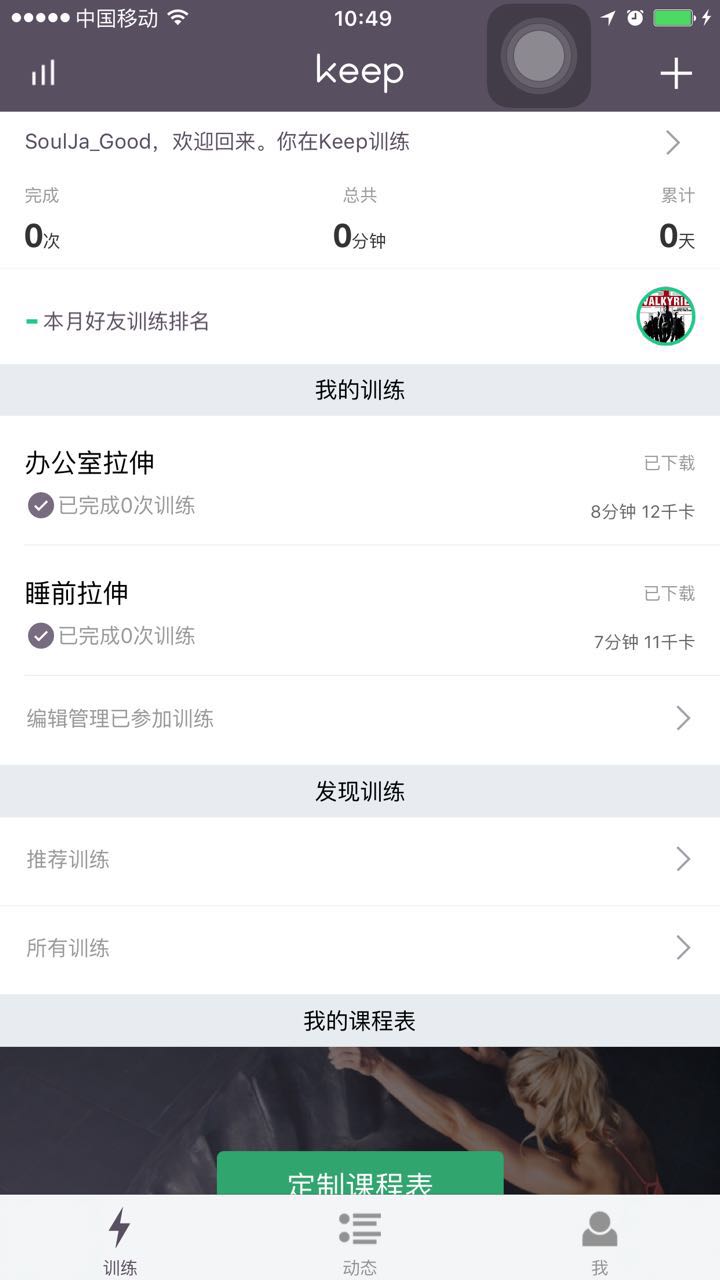 中国移动 10:49
keep
SoulJa_Good，欢迎回来。你在Keep训练
完成 总共 累计
0次 0分钟 0天
本月好友训练排名
VALKYRIE
我的训练
办公室拉伸 已下载
已完成0次训练 8分钟 12千卡
睡前拉伸 已下载
已完成0次训练 7分钟 11千卡
编辑管理已参加训练
发现训练
推荐训练
所有训练
我的课程表
定制课程表
训练 动态 我